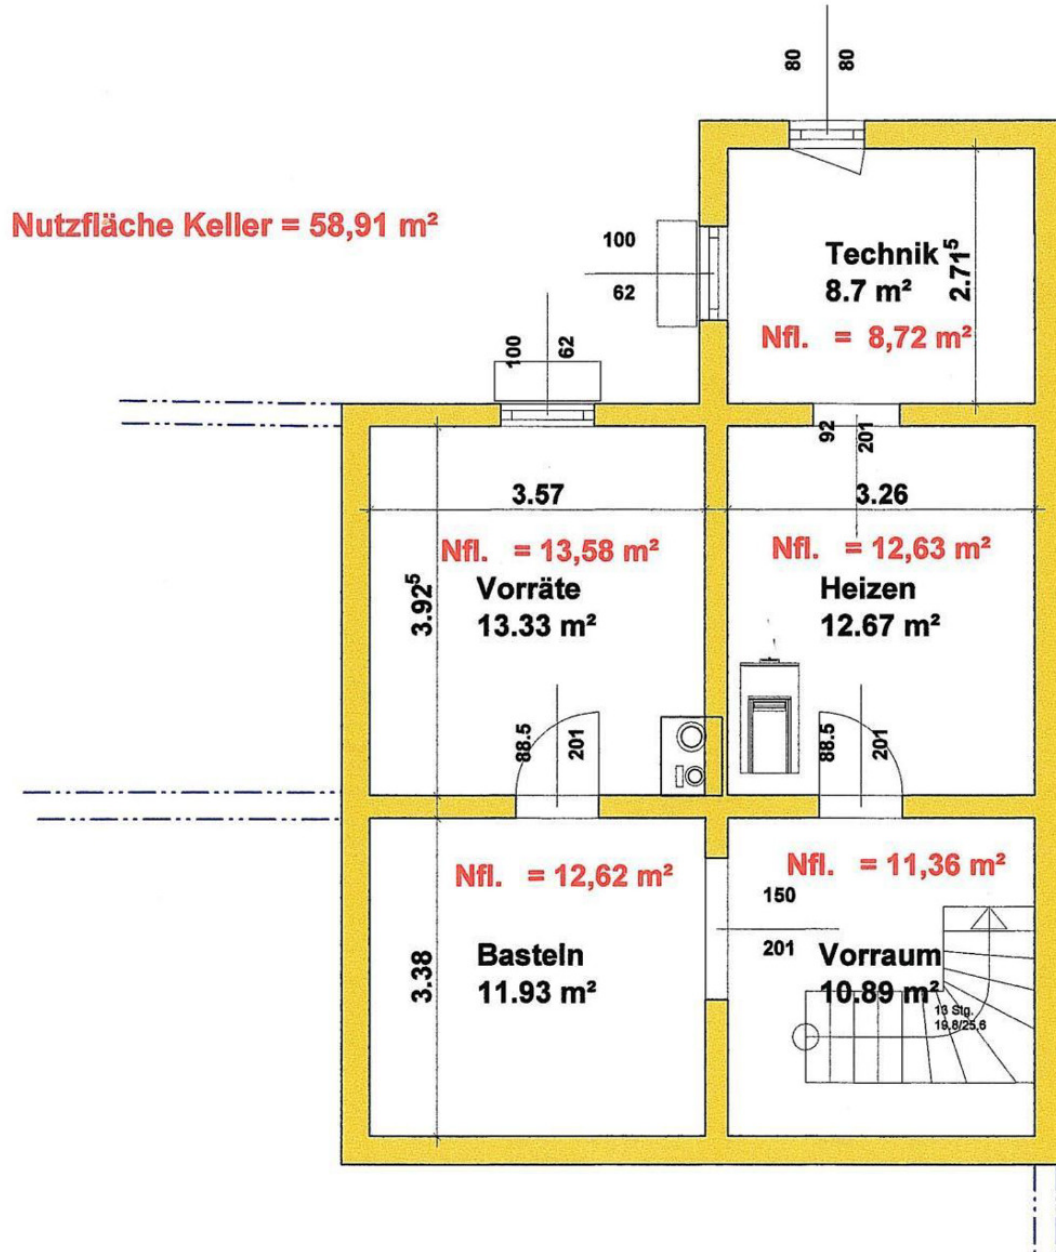 80
80
Nutzfläche Keller = 58,91 m²
100
62
Technik
8.7 m²
2.71⁵
Nfl. = 8,72 m²
100
62
92
201
3.57
3.26
Nfl. = 13,58 m²
Nfl. = 12,63 m²
3.92⁵
Vorräte
13.33 m²
Heizen
12.67 m²
88.5
201
88.5
201
Nfl. = 12,62 m²
Nfl. = 11,36 m²
150
201
3.38
Basteln
11.93 m²
Vorraum
10.89 m²
13 Stg.
19,8/25,6